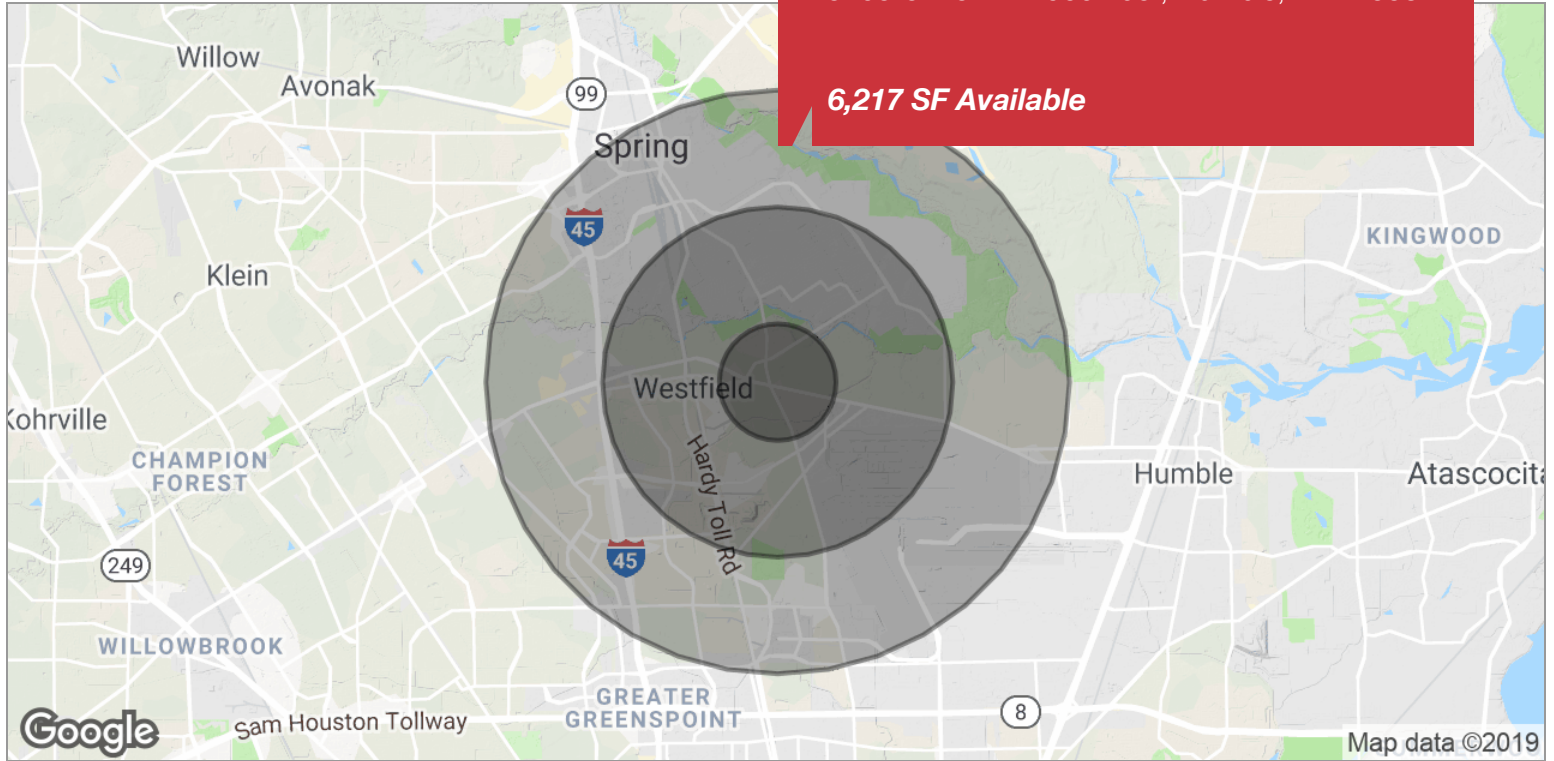 6,217 SF Available
Willow
Avonak
99
Spring
45
KINGWOOD
Klein
Westfield
Kohrville
CHAMPION
FOREST
Hardy Toll Rd
Humble
Atascocita
45
249
WILLOWBROOK
GREATER
GREENSPOINT
8
Sam Houston Tollway
Google
Map data ©2019